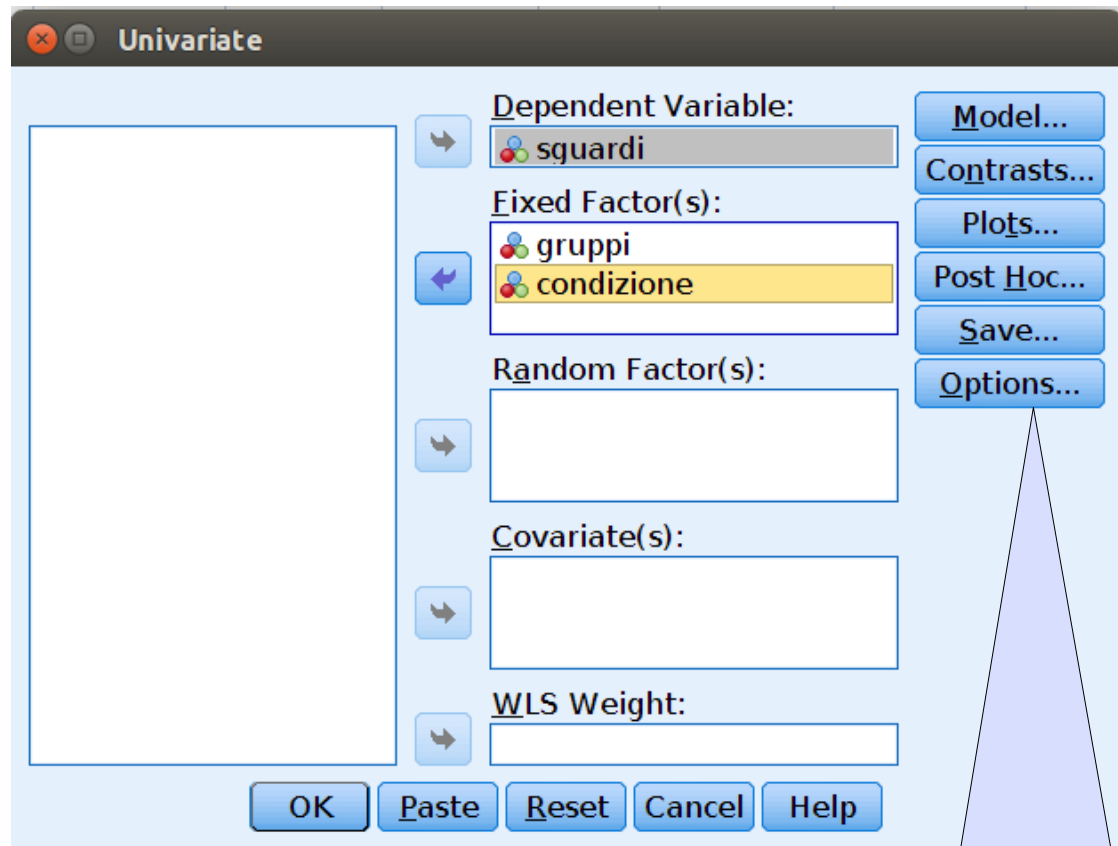 Univariate
Dependent Variable:
sguardi
Fixed Factor(s):
gruppi
condizione
Random Factor(s):
Covariate(s):
WLS Weight:
Model...
Contrasts...
Plots...
Post Hoc...
Save...
Options...
OK Paste Reset Cancel Help